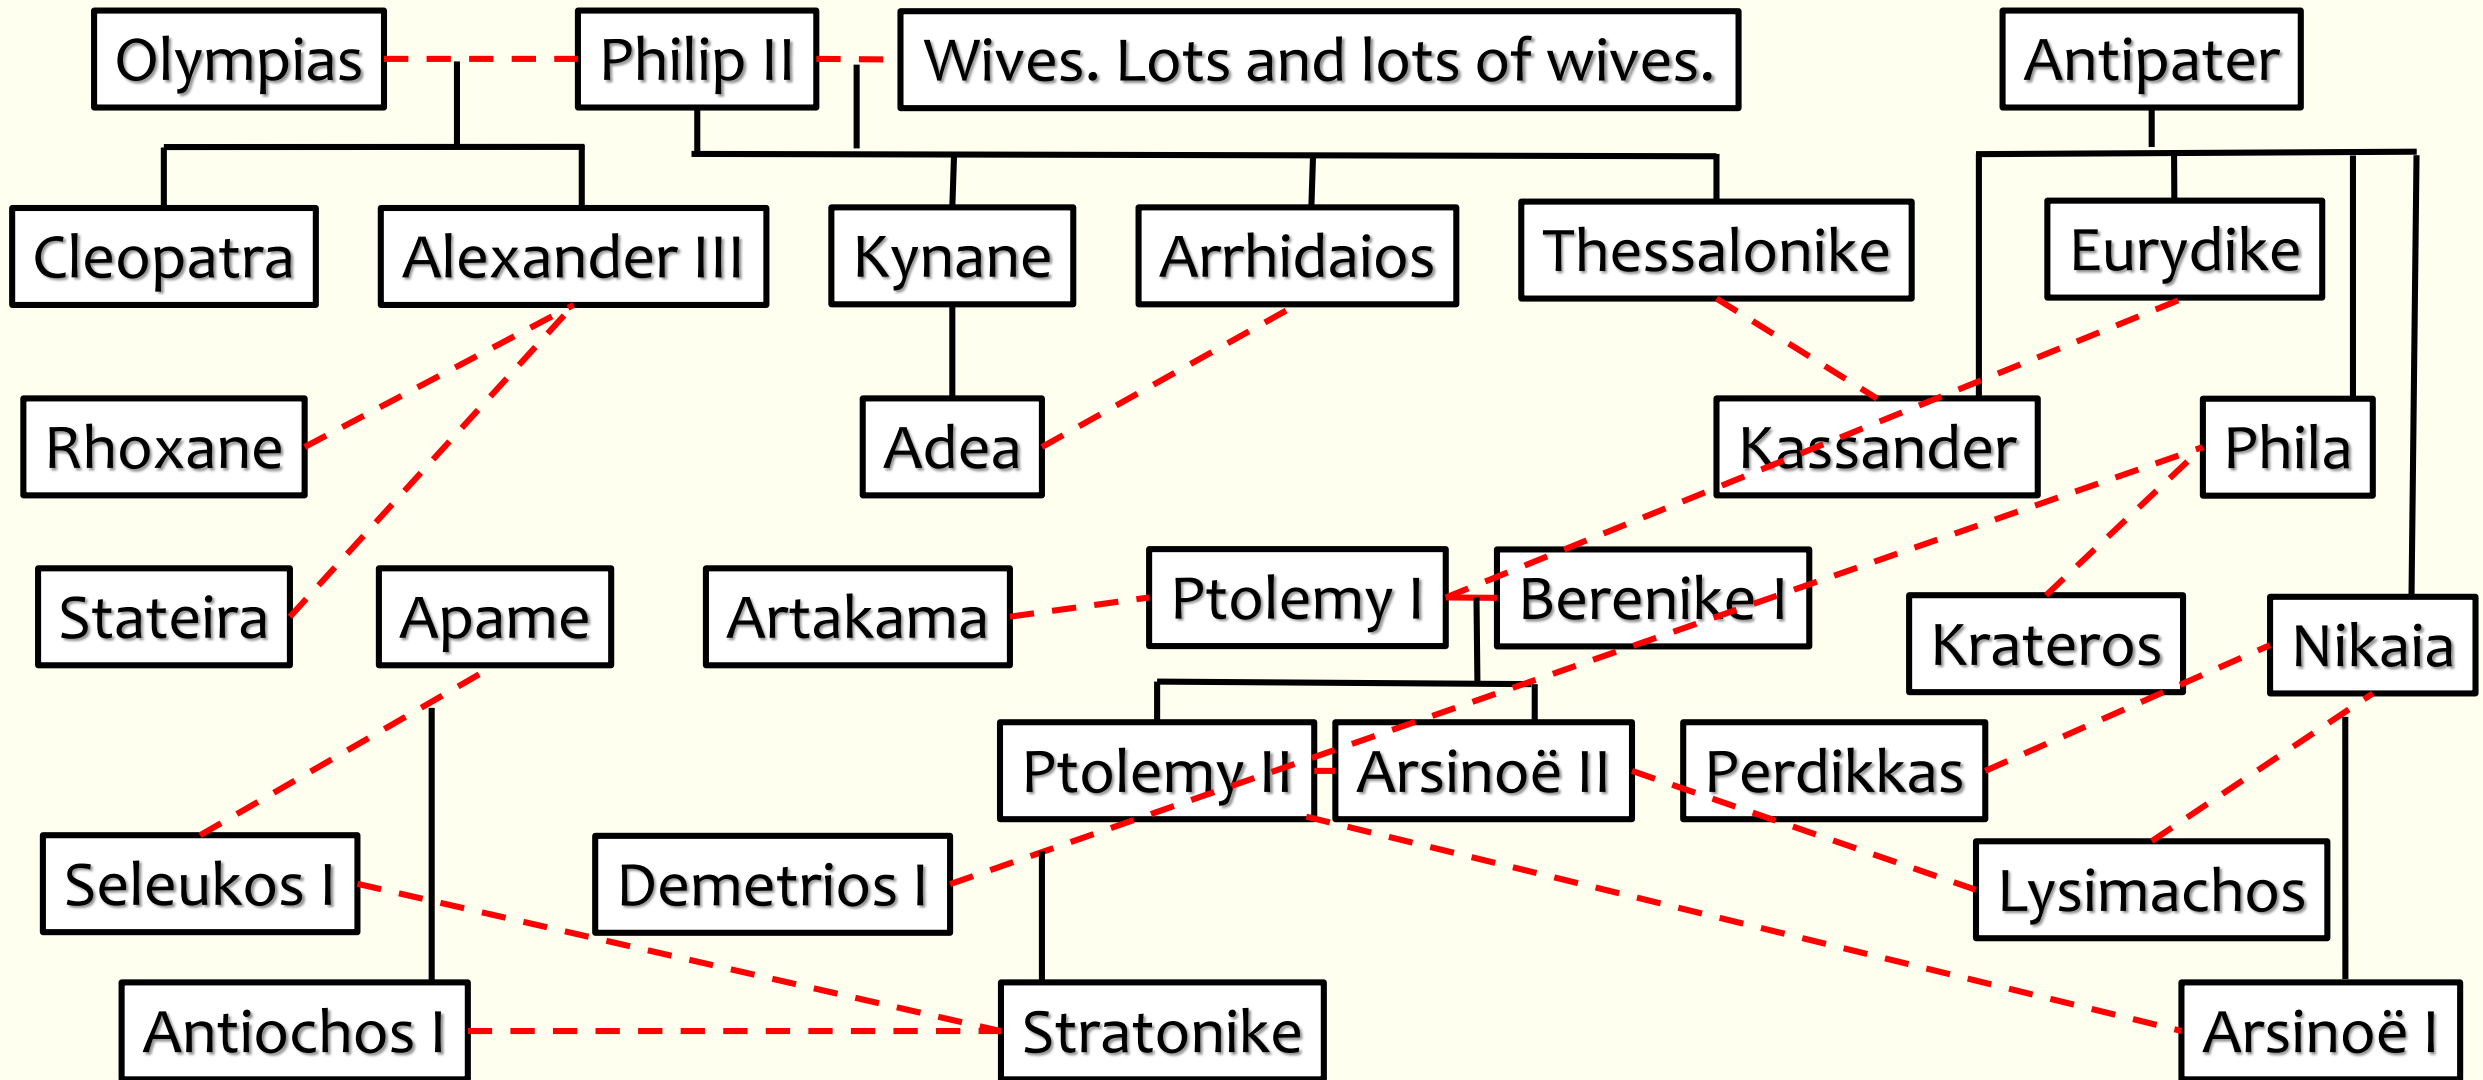 Olympias
Philip II
Wives. Lots and lots of wives.
Antipater
Cleopatra
Alexander III
Kynane
Arrhidaios
Thessalonike
Eurydike
Rhoxane
Adea
Kassander
Phila
Stateira
Apame
Artakama
Ptolemy I
Berenike I
Krateros
Nikaia
Ptolemy II
Arsinoë II
Perdikkas
Seleukos I
Demetrios I
Lysimachos
Antiochos I
Stratonike
Arsinoë I